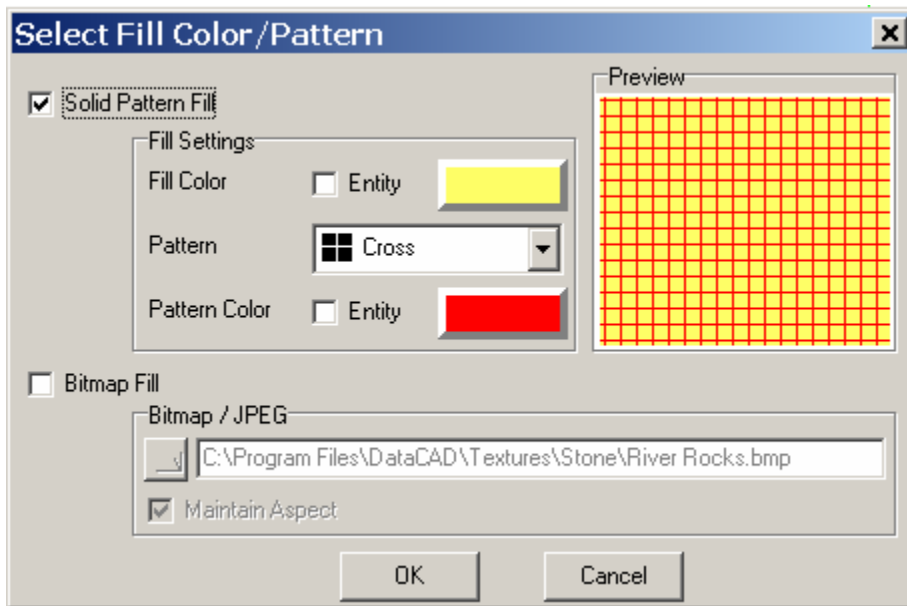 Select Fill Color/Pattern
Preview
Solid Pattern Fill
Fill Settings
Fill Color
Entity
Pattern
Cross
Pattern Color
Entity
Bitmap Fill
Bitmap / JPEG
C:\Program Files\DataCAD\Textures\Stone\River Rocks.bmp
Maintain Aspect
OK
Cancel